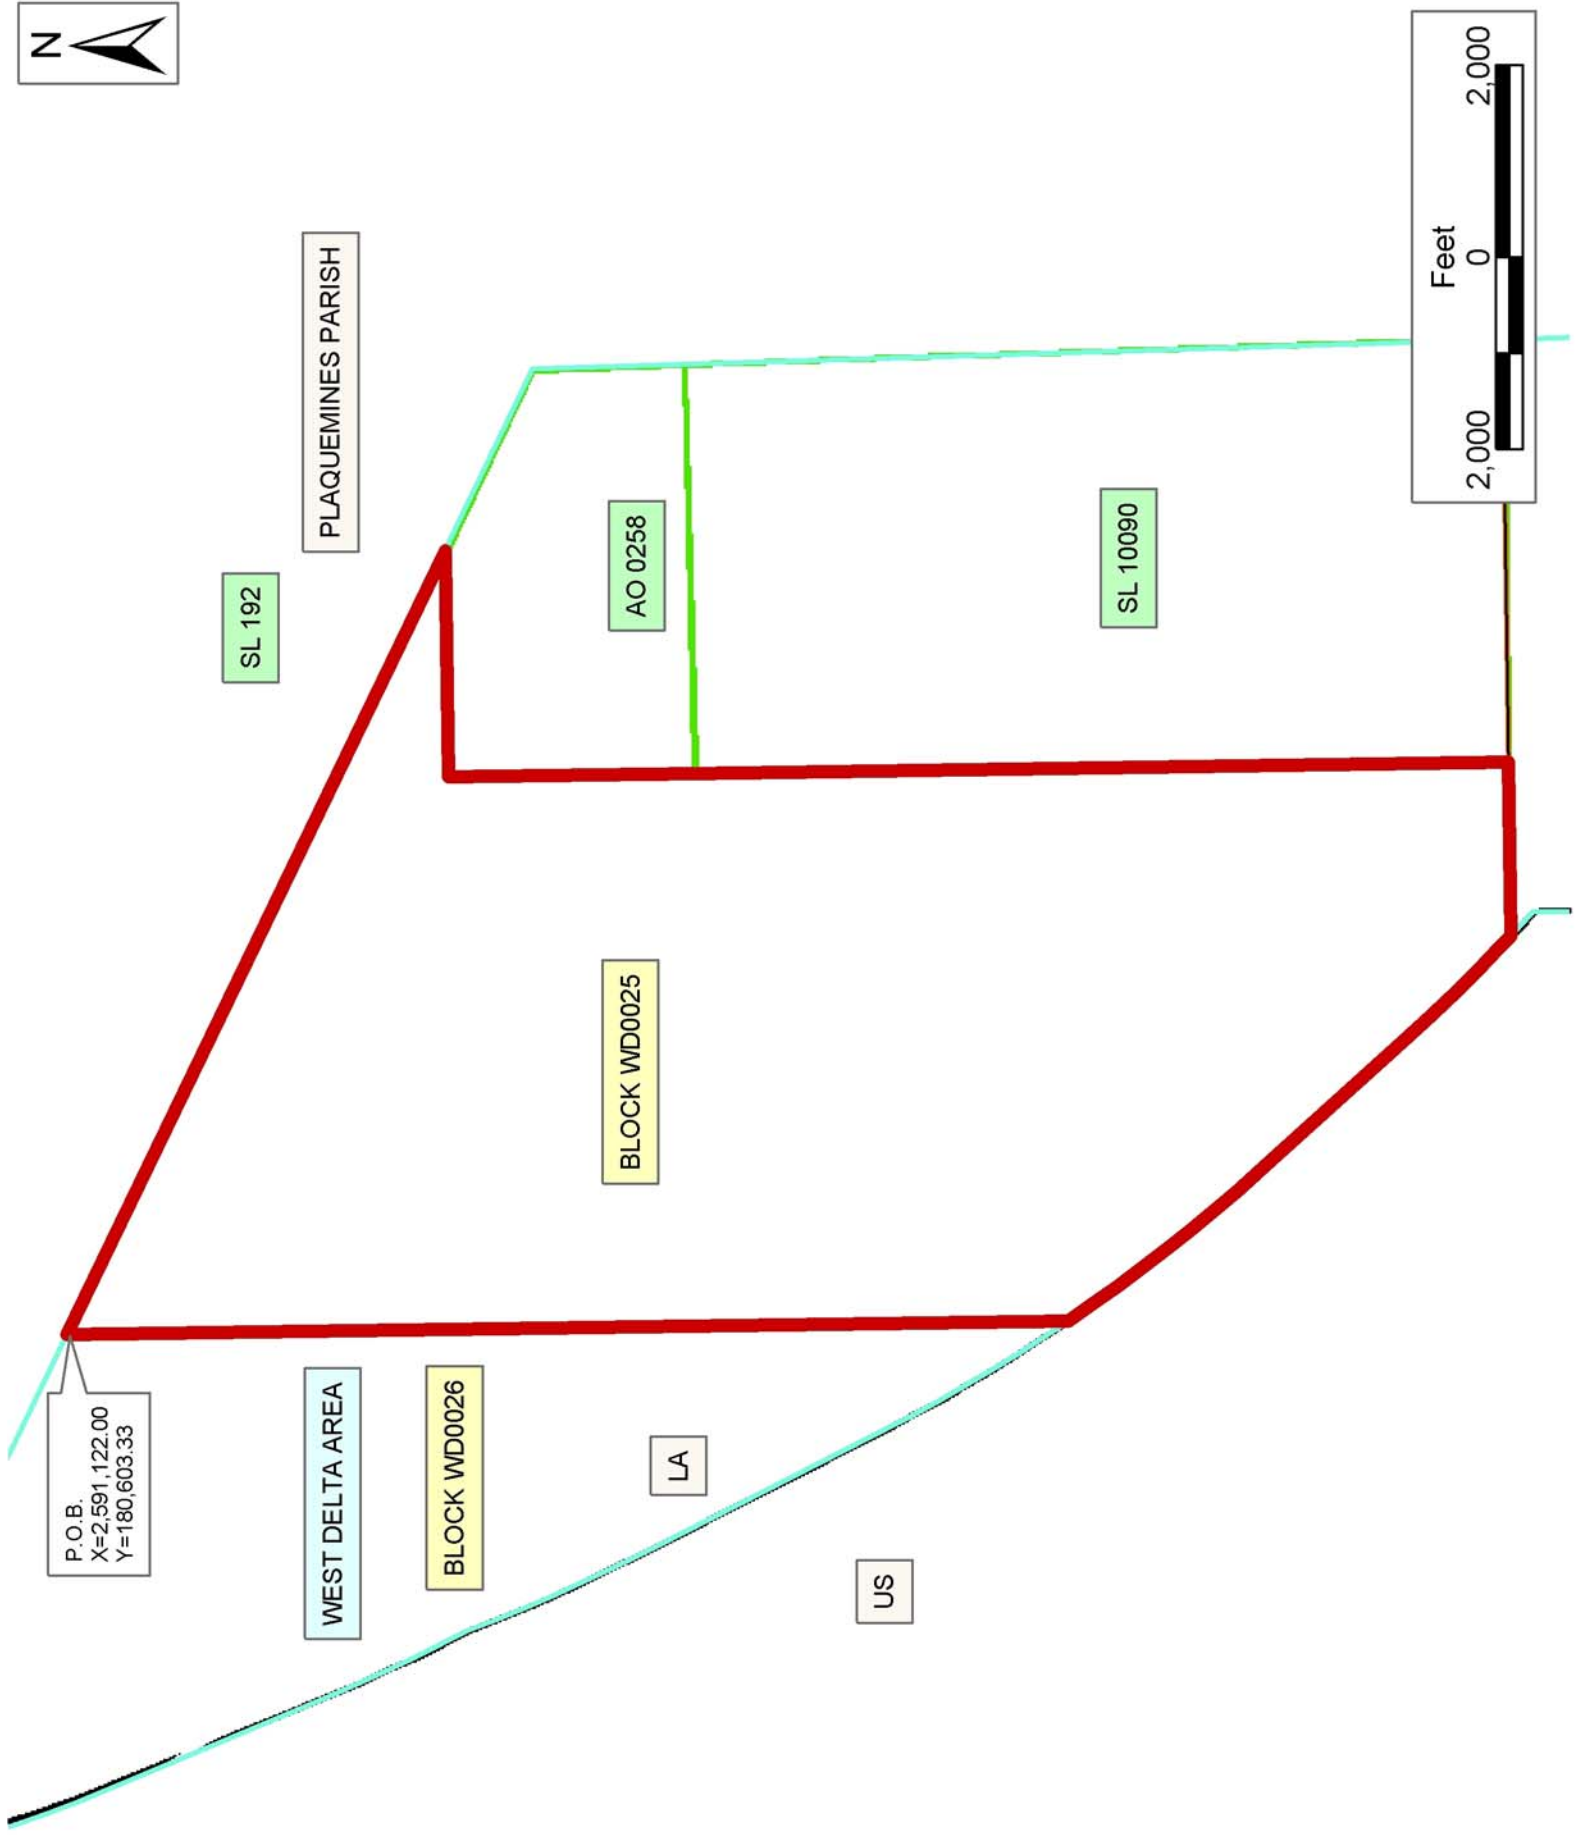 N
SL 192
PLAQUEMINES PARISH
P.O.B.
X=2,591,122.00
Y=180,603.33
WEST DELTA AREA
BLOCK WD0026
BLOCK WD0025
AO 0258
LA
US
SL 10090
Feet
2,000 0 2,000